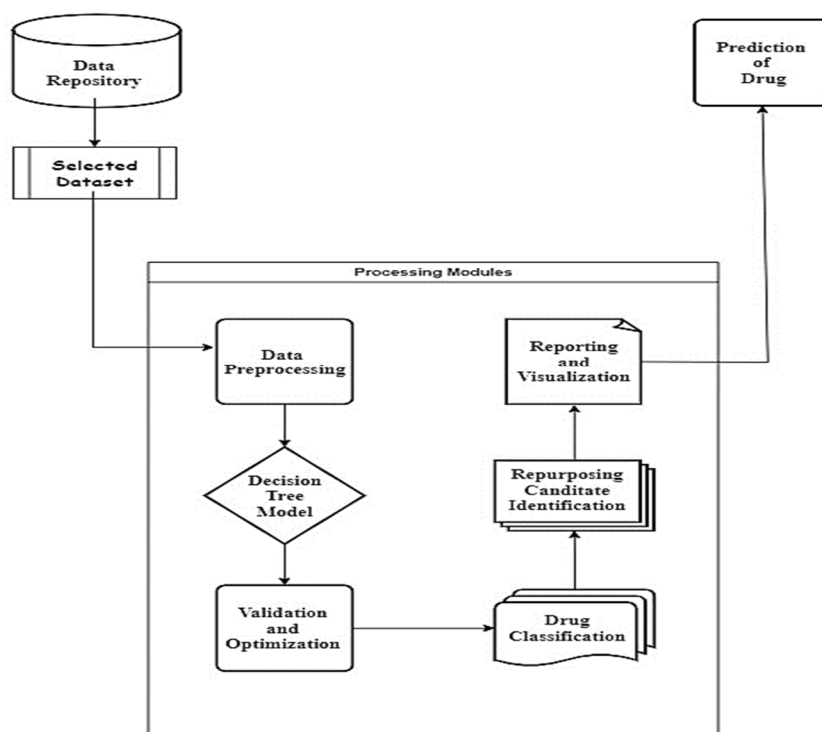 Data
Repository
Selected
Dataset
Prediction
of
Drug
Processing Modules
Data
Preprocessing
Decision
Tree
Model
Validation
and
Optimization
Drug
Classification
Repurposing
Canditate
Identification
Reporting
and
Visualization